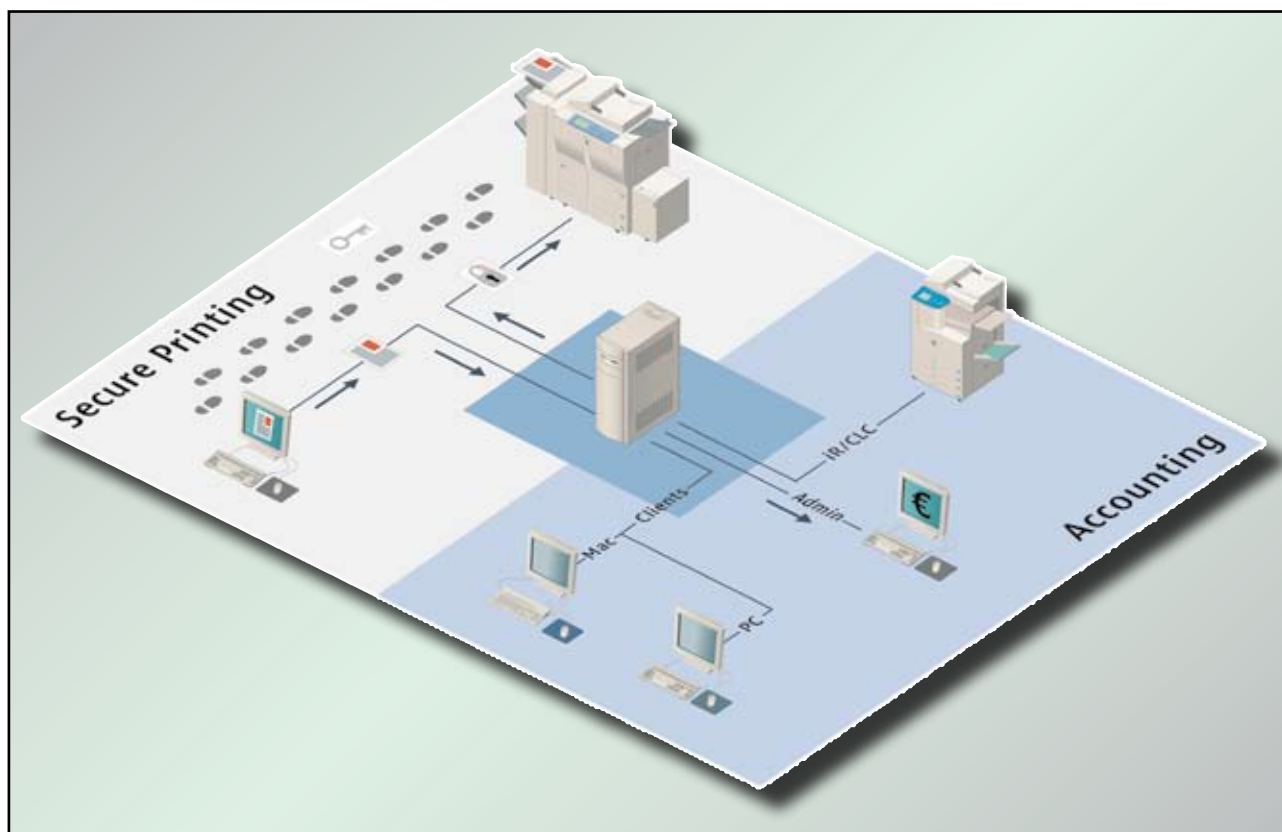 Secure Printing
iR/CLC
Accounting
Admin
Clients
Mac
PC
€